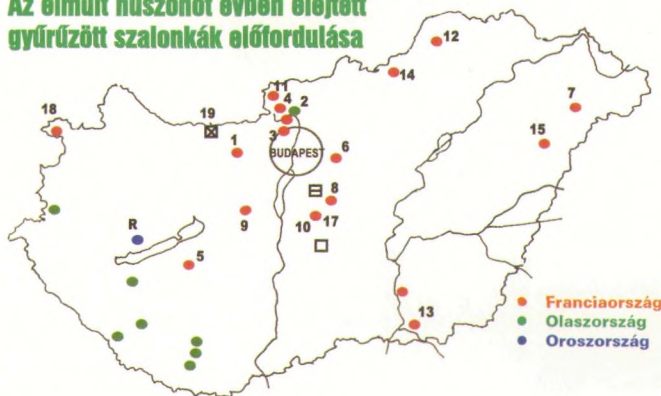 Az elmúlt huszonöt évben elejtett
gyűrűzött szalonkák előfordulása
12
14
11
4
2
7
18
19
3
1
BUDAPEST
6
15
8
R
9
10
17
5
13
Franciaország
Olaszország
Oroszország